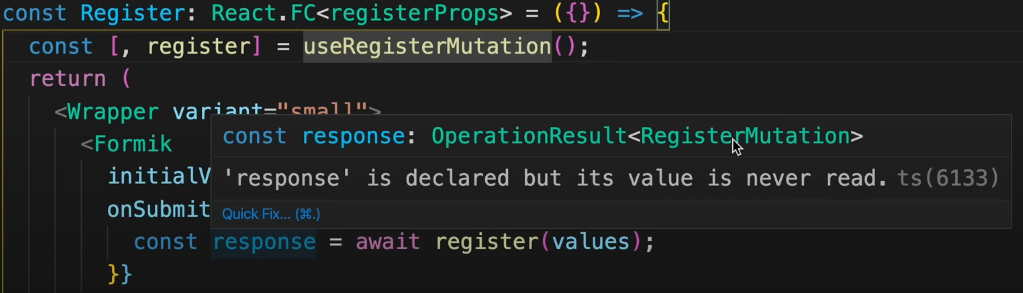 const Register: React.FC<registerProps> = ({}) => {
const [, register] = useRegisterMutation();
return (
<Wrapper variant="small">
<Formik
const response: OperationResult<RegisterMutation>
initialV
'response' is declared but its value is never read. ts(6133)
onSubmit
Quick Fix... (⌘.)
const response = await register(values);
}}